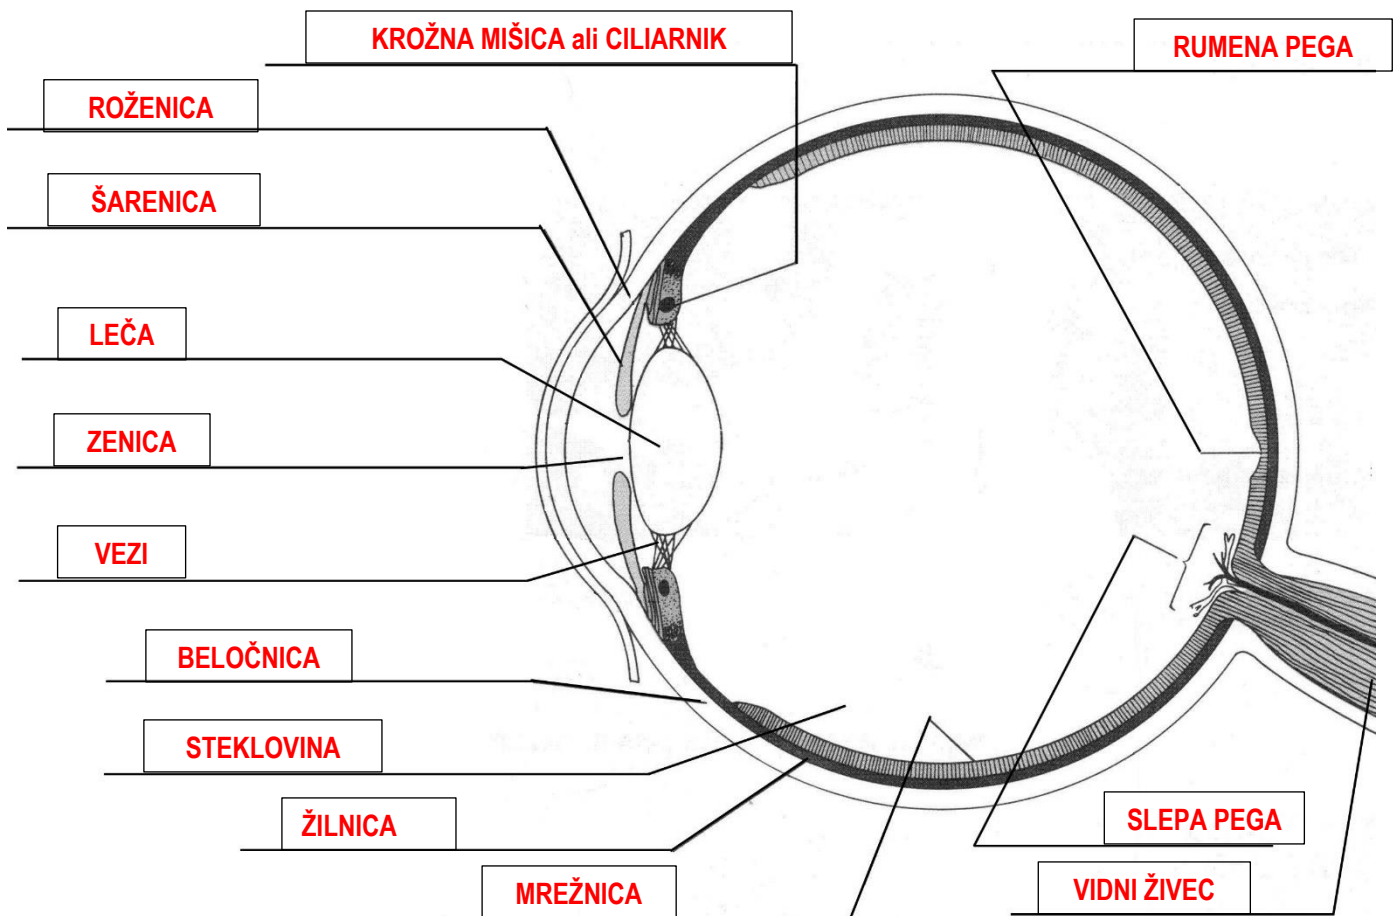 KROŽNA MIŠICA ali CILIARNIK
RUMENA PEGA
ROŽENICA
ŠARENICA
LEČA
ZENICA
VEZI
BELOČNICA
STEKLOVINA
ŽILNICA
SLEPA PEGA
MREŽNICA
VIDNI ŽIVEC